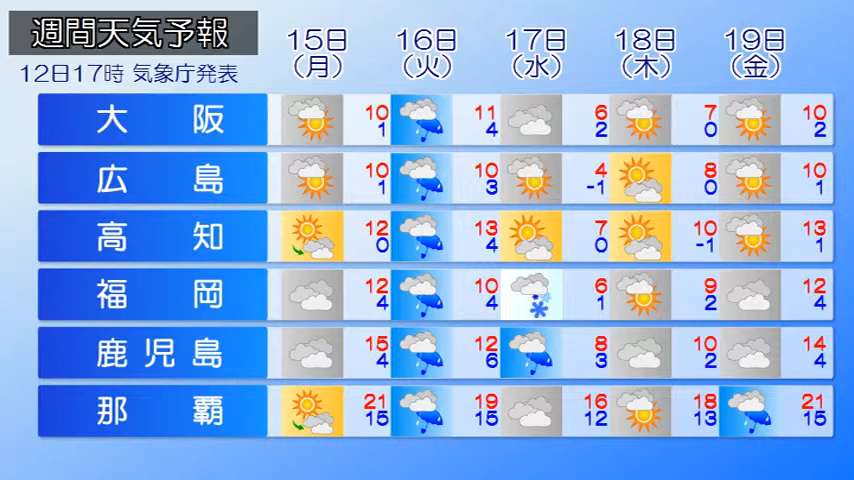 週間天気予報
12日17時 気象庁発表
15日 16日 17日 18日 19日
(月) (火) (水) (木) (金)
大阪 10 1 11 4 6 2 7 0 10 2
広島 10 1 10 3 4 -1 8 0 10 1
高知 12 0 13 4 7 0 10 -1 13 1
福岡 12 4 10 4 6 1 9 2 12 4
鹿児島 15 4 12 6 8 3 10 2 14 4
那覇 21 15 19 15 16 12 18 13 21 15